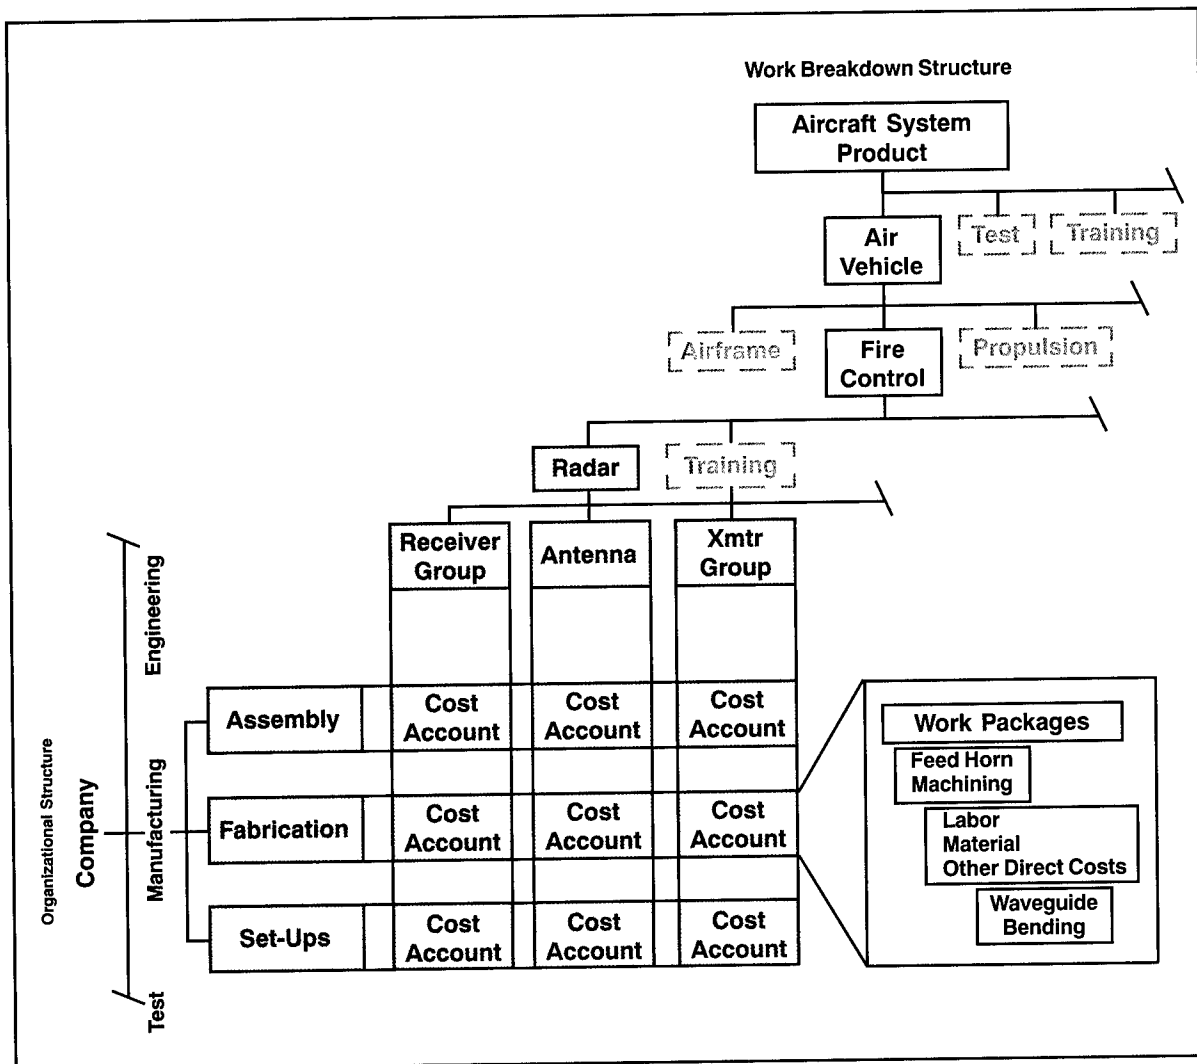 Work Breakdown Structure
Aircraft System
Product
Air
Vehicle
Test
Training
Airframe
Fire
Control
Propulsion
Radar
Training
Receiver
Group
Antenna
Xmtr
Group
Organizational Structure
Company
Engineering
Manufacturing
Test
Assembly
Cost
Account
Cost
Account
Cost
Account
Fabrication
Cost
Account
Cost
Account
Cost
Account
Set-Ups
Cost
Account
Cost
Account
Cost
Account
Work Packages
Feed Horn
Machining
Labor
Material
Other Direct Costs
Waveguide
Bending